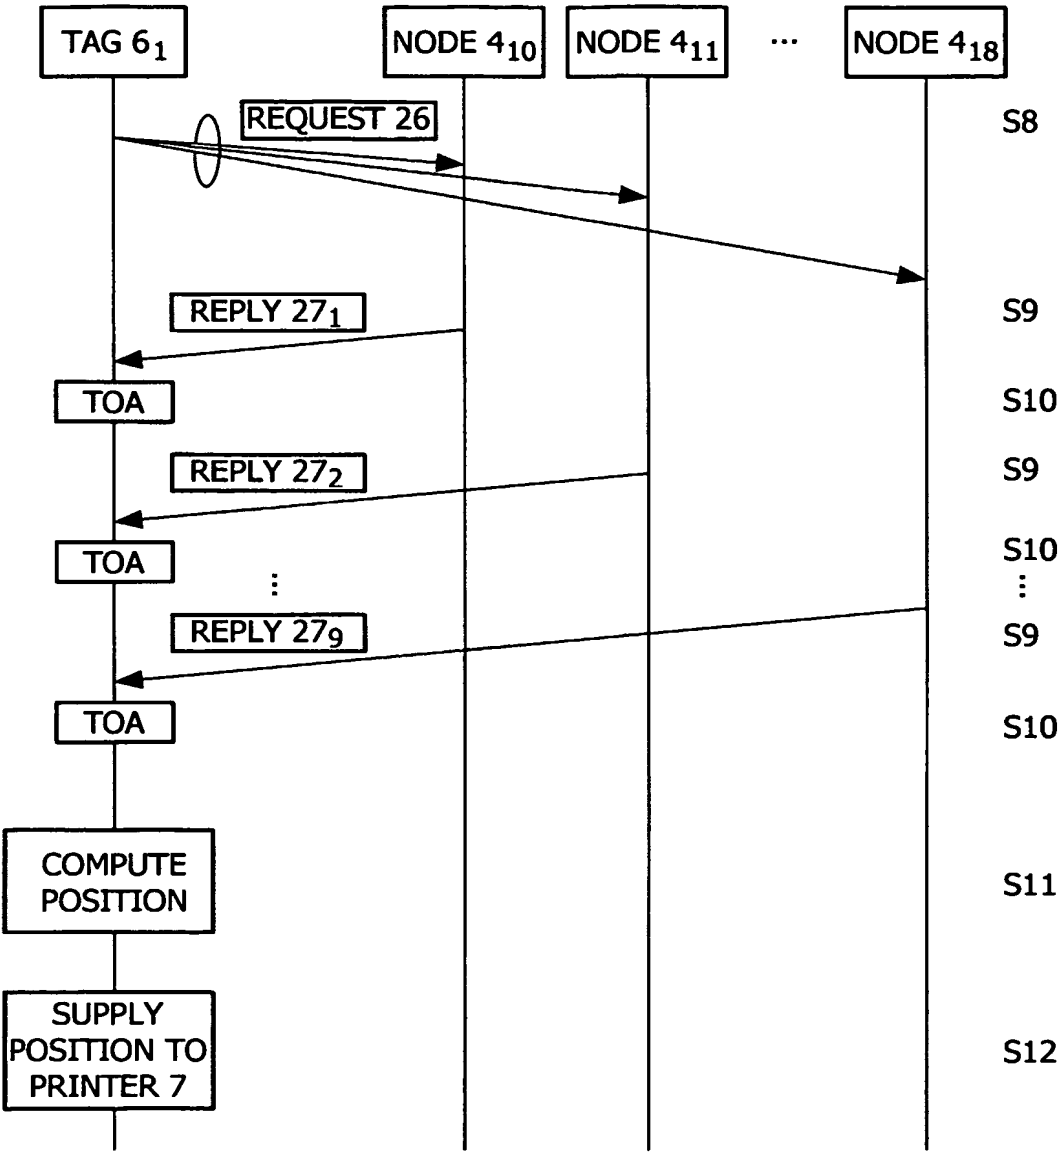 TAG 6₁ NODE 4₁₀ NODE 4₁₁ ... NODE 4₁₈
REQUEST 26 S8
REPLY 27₁ S9
TOA S10
REPLY 27₂ S9
TOA S10
⋮ ⋮
REPLY 27₉ S9
TOA S10
COMPUTE
POSITION S11
SUPPLY
POSITION TO S12
PRINTER 7